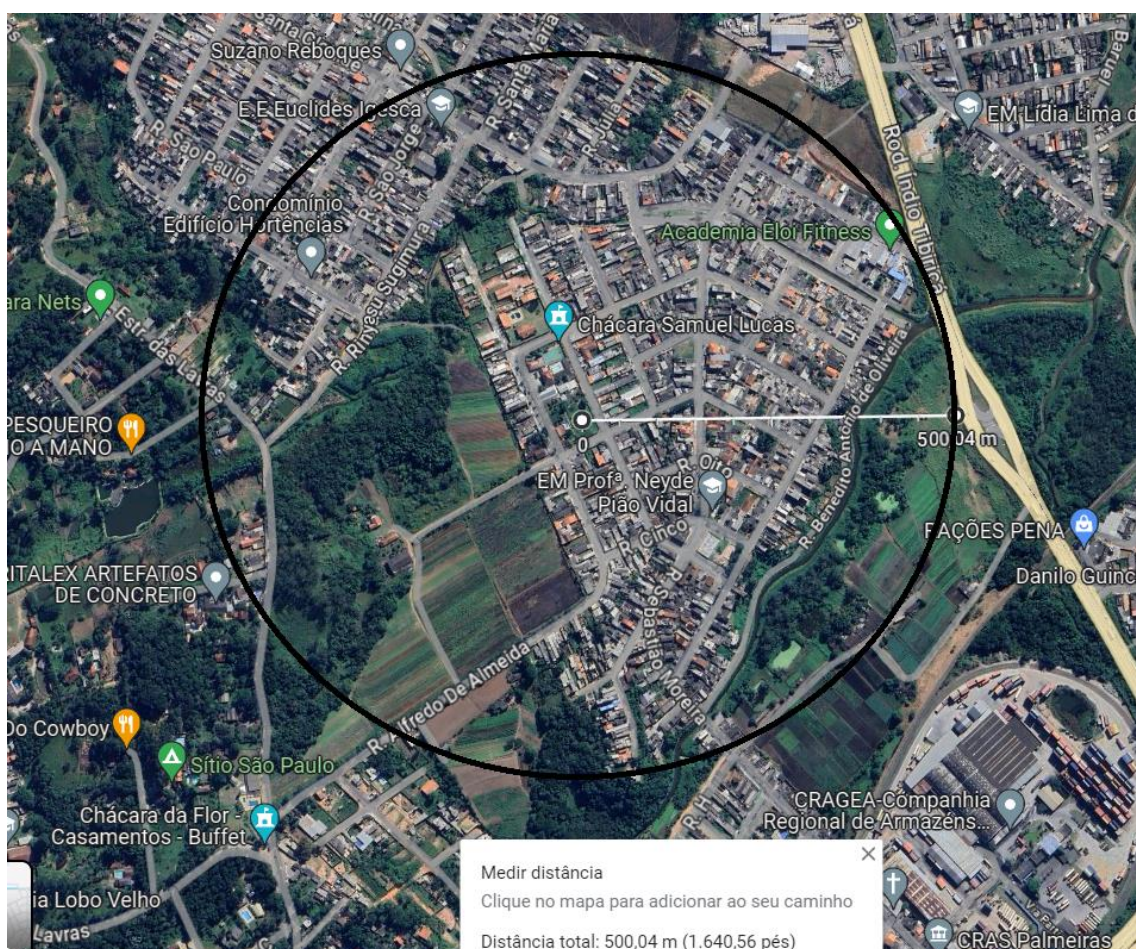 Suzano Reboques
E.E Euclides Igesca
R. Samia
R. Júlia
R. São Paulo
R. São Jorge
Condomínio
Edifício Hortências
R. Rinyasu Sugimura
EM Lídia Lima d
Rod. Índio Tibiriçá
Academia Eloi Fitness
ara Nets
Estr. das Lavras
Chácara Samuel Lucas
R. Benedito Antônio de Oliveira
PESQUEIRO
O A MANO
0
500,04 m
R. Oito
EM Profª. Neyde
Pião Vidal
R. Cinco
RAÇÕES PENA
Danilo Guinc
RITALEX ARTEFATOS
DE CONCRETO
R. Sebastião Moreira
R. Alfredo De Almeida
Do Cowboy
Sítio São Paulo
Chácara da Flor -
Casamentos - Buffet
CRAGEA-Companhia
Regional de Armazéns...
R. H
ia Lobo Velho
Lavras
Medir distância
Clique no mapa para adicionar ao seu caminho
Distância total: 500,04 m (1.640,56 pés)
CRAS Palmeiras